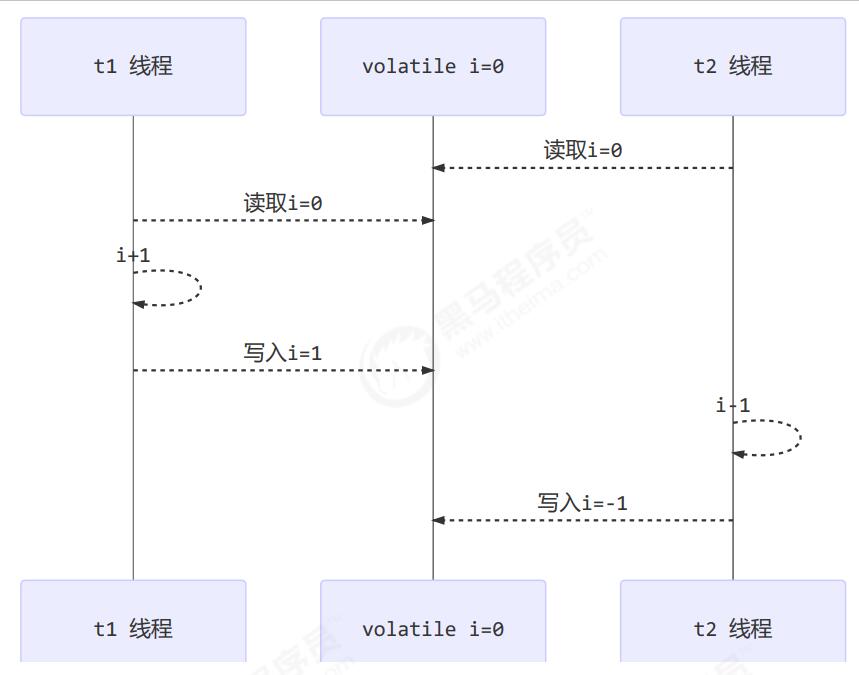 t1 线程
volatile i=0
t2 线程
读取i=0
读取i=0
i+1
写入i=1
i-1
写入i=-1
黑马程序员
www.itheima.com
t1 线程
volatile i=0
t2 线程